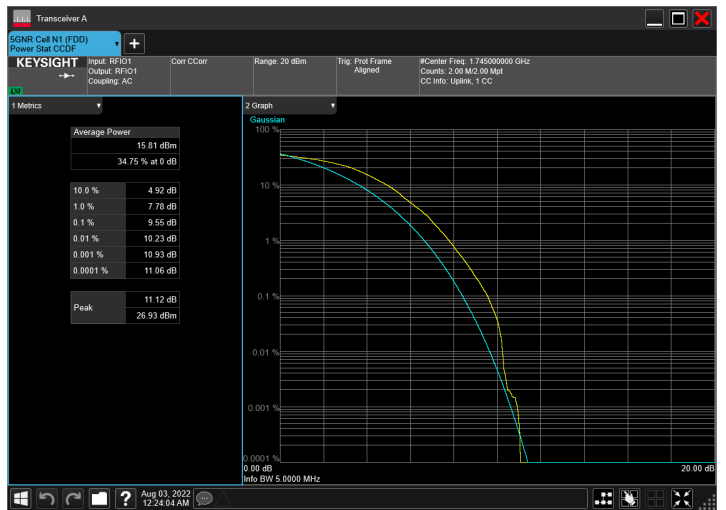 Transceiver A
5GNR Cell N1 (FDD)
Power Stat CCDF
KEYSIGHT
LXI
Input: RFIO1
Output: RFIO1
Coupling: AC
Corr CCorr
Range: 20 dBm
Trig: Prot Frame
Aligned
#Center Freq: 1.745000000 GHz
Counts: 2.00 M/2.00 Mpt
CC Info: Uplink, 1 CC
1 Metrics
Average Power
15.81 dBm
34.75 % at 0 dB
10.0 % 4.92 dB
1.0 % 7.78 dB
0.1 % 9.55 dB
0.01 % 10.23 dB
0.001 % 10.93 dB
0.0001 % 11.06 dB
Peak
11.12 dB
26.93 dBm
2 Graph
Gaussian
100 %
10 %
1 %
0.1 %
0.01 %
0.001 %
0.0001 %
0.00 dB 20.00 dB
Info BW 5.0000 MHz
?
Aug 03, 2022
12:24:04 AM